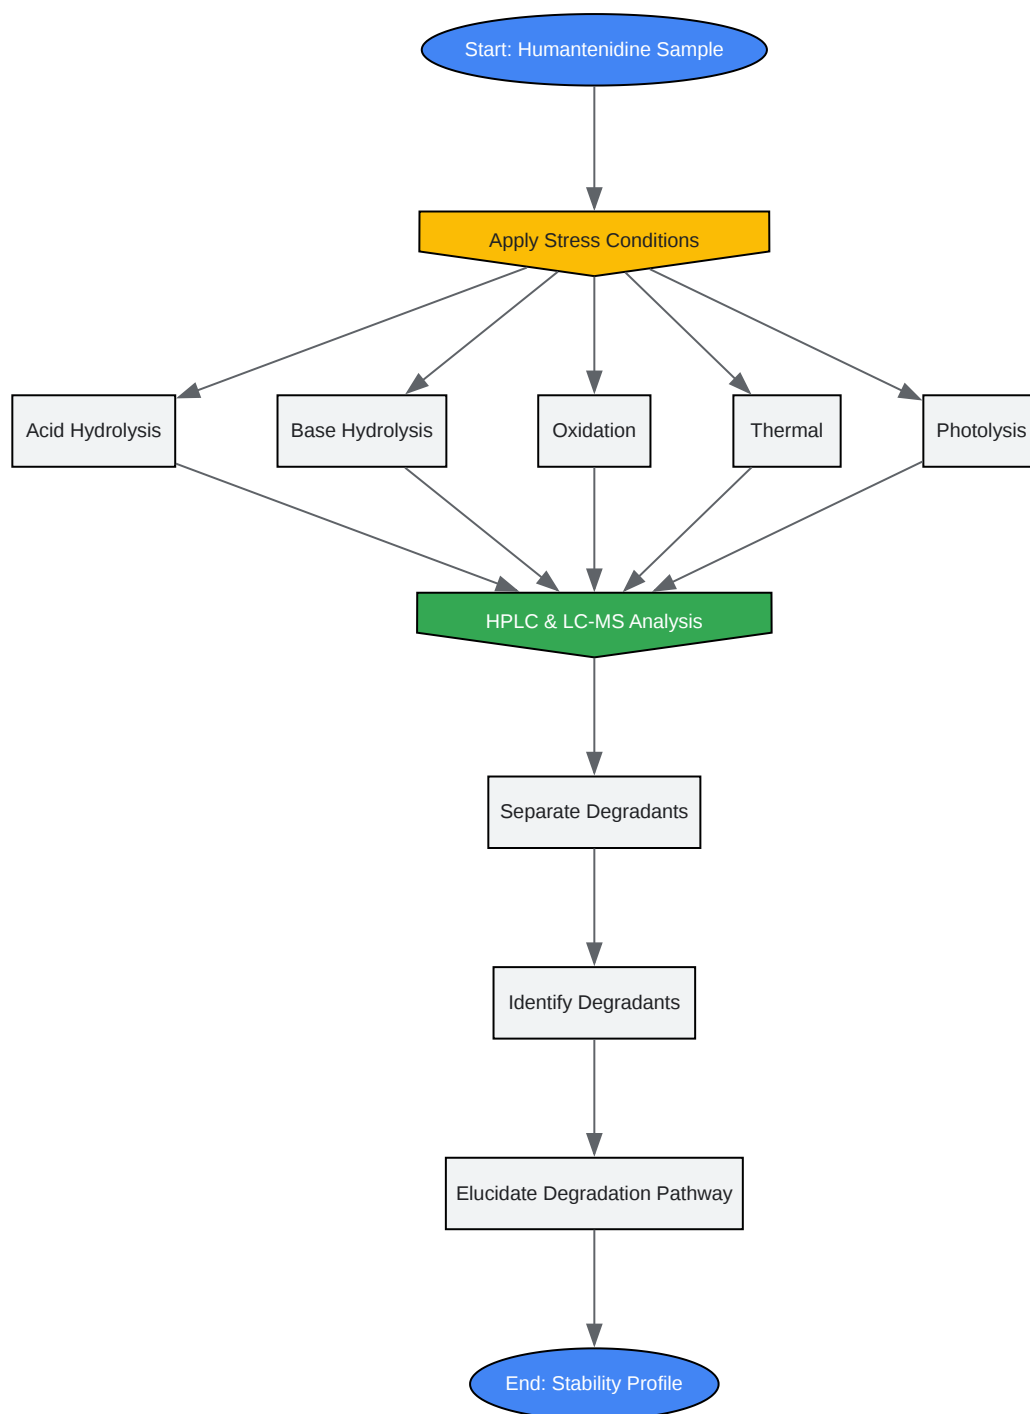 Start: Humantenidine Sample
Apply Stress Conditions
Acid Hydrolysis
Base Hydrolysis
Oxidation
Thermal
Photolysis
HPLC & LC-MS Analysis
Separate Degradants
Identify Degradants
Elucidate Degradation Pathway
End: Stability Profile